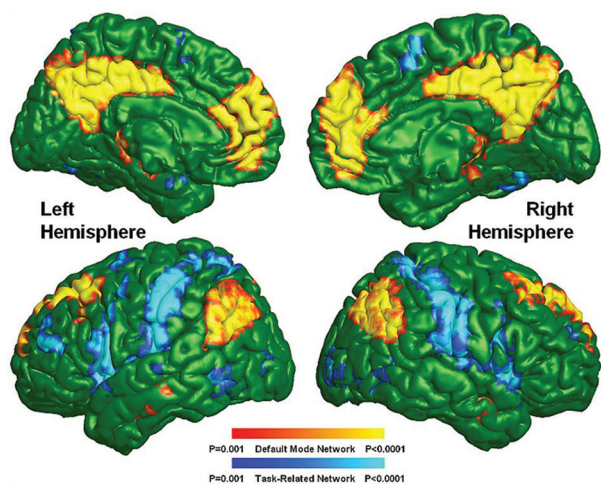 Left
Hemisphere
Right
Hemisphere
P=0.001 Default Mode Network P<0.0001
P=0.001 Task-Related Network P<0.0001